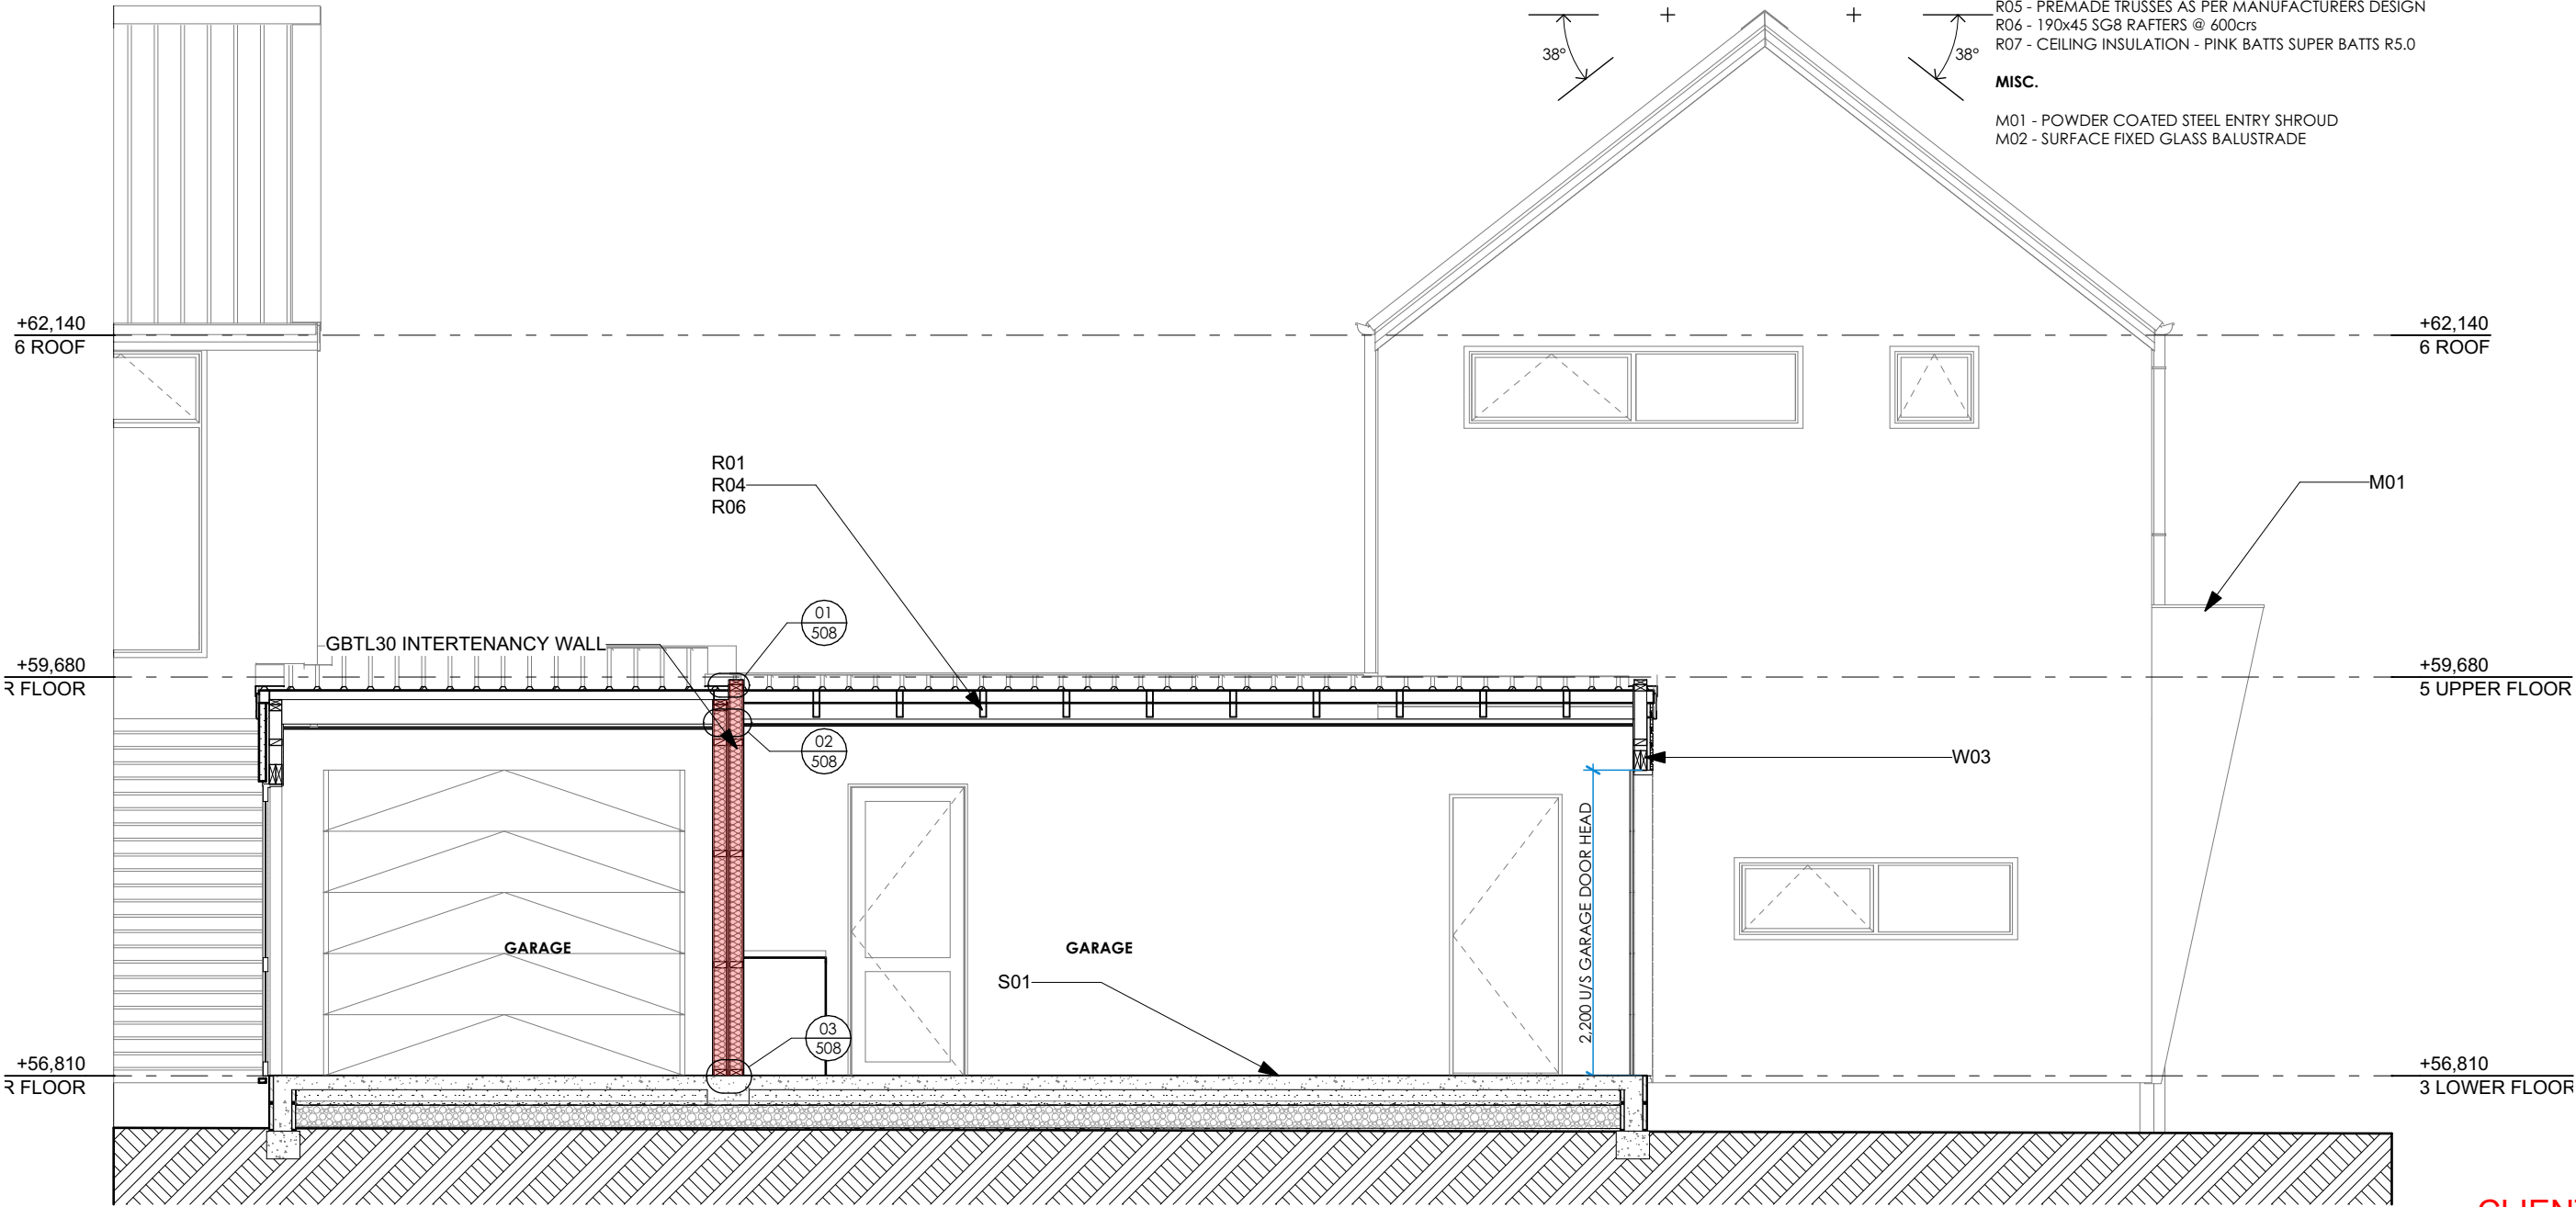 R05 - PREMADE TRUSSES AS PER MANUFACTURERS DESIGN
R06 - 190x45 SG8 RAFTERS @ 600crs
R07 - CEILING INSULATION - PINK BATTS SUPER BATTS R5.0
MISC.
M01 - POWDER COATED STEEL ENTRY SHROUD
M02 - SURFACE FIXED GLASS BALUSTRADE
38°
38°
+62,140
6 ROOF
+62,140
6 ROOF
R01
R04
R06
M01
01
508
GBTL30 INTERTENANCY WALL
+59,680
R FLOOR
+59,680
5 UPPER FLOOR
02
508
W03
2,200 U/S GARAGE DOOR HEAD
GARAGE
GARAGE
S01
03
508
+56,810
R FLOOR
+56,810
3 LOWER FLOOR
CLIENT